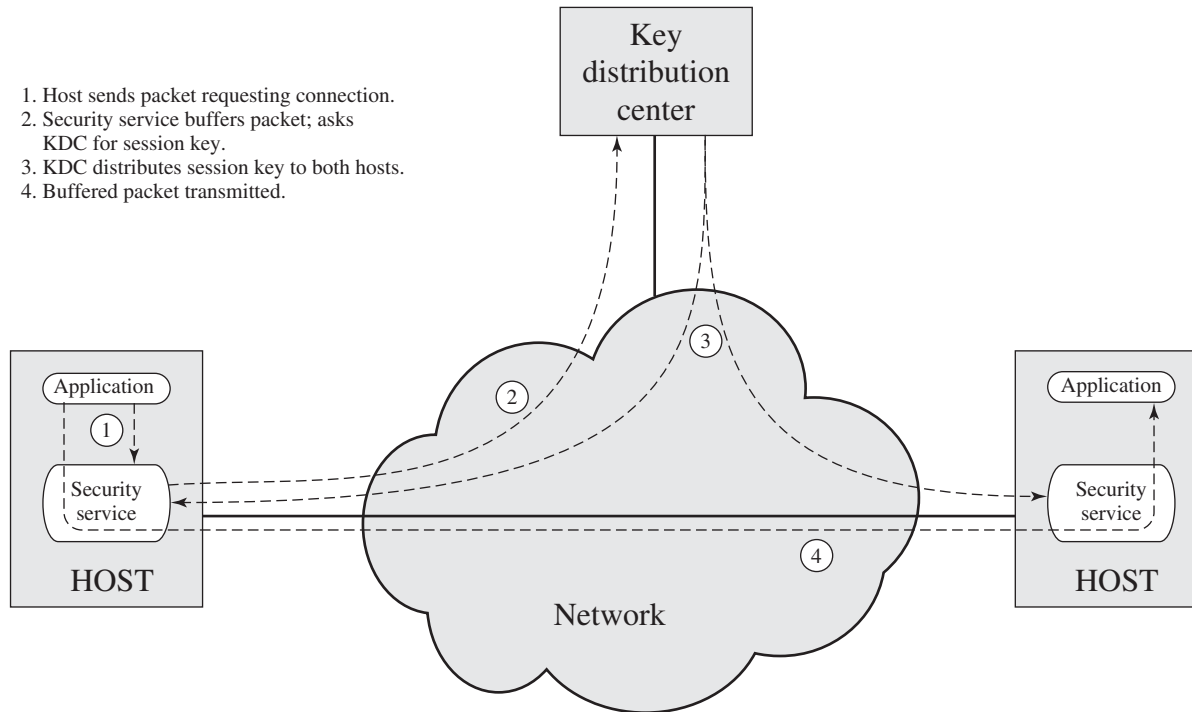 Key
distribution
center
1. Host sends packet requesting connection.
2. Security service buffers packet; asks
KDC for session key.
3. KDC distributes session key to both hosts.
4. Buffered packet transmitted.
3
Application
2
Application
1
Security
service
Security
service
4
HOST
HOST
Network